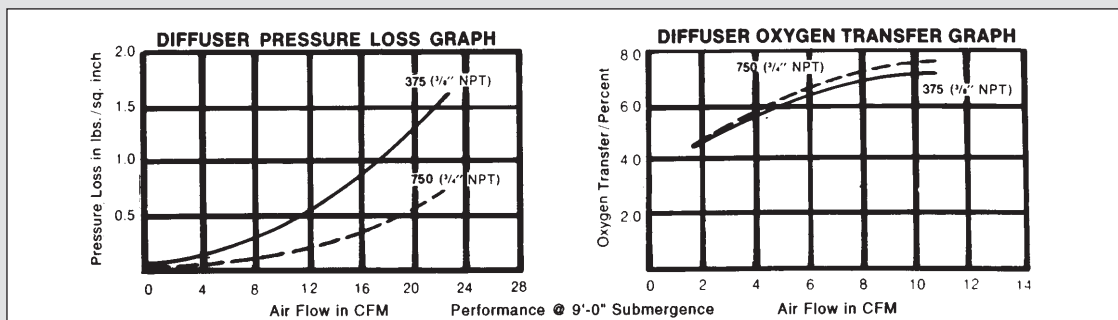 DIFFUSER PRESSURE LOSS GRAPH
2.0
1.5
1.0
0.5
Pressure Loss in lbs./sq. inch
375 (³/₈″ NPT)
750 (³/₄″ NPT)
0 4 8 12 16 20 24 28
Air Flow in CFM
DIFFUSER OXYGEN TRANSFER GRAPH
80
60
40
20
Oxygen Transfer/Percent
750 (³/₄″ NPT)
375 (³/₈″ NPT)
0 2 4 6 8 10 12 14
Air Flow in CFM
Performance @ 9'-0" Submergence